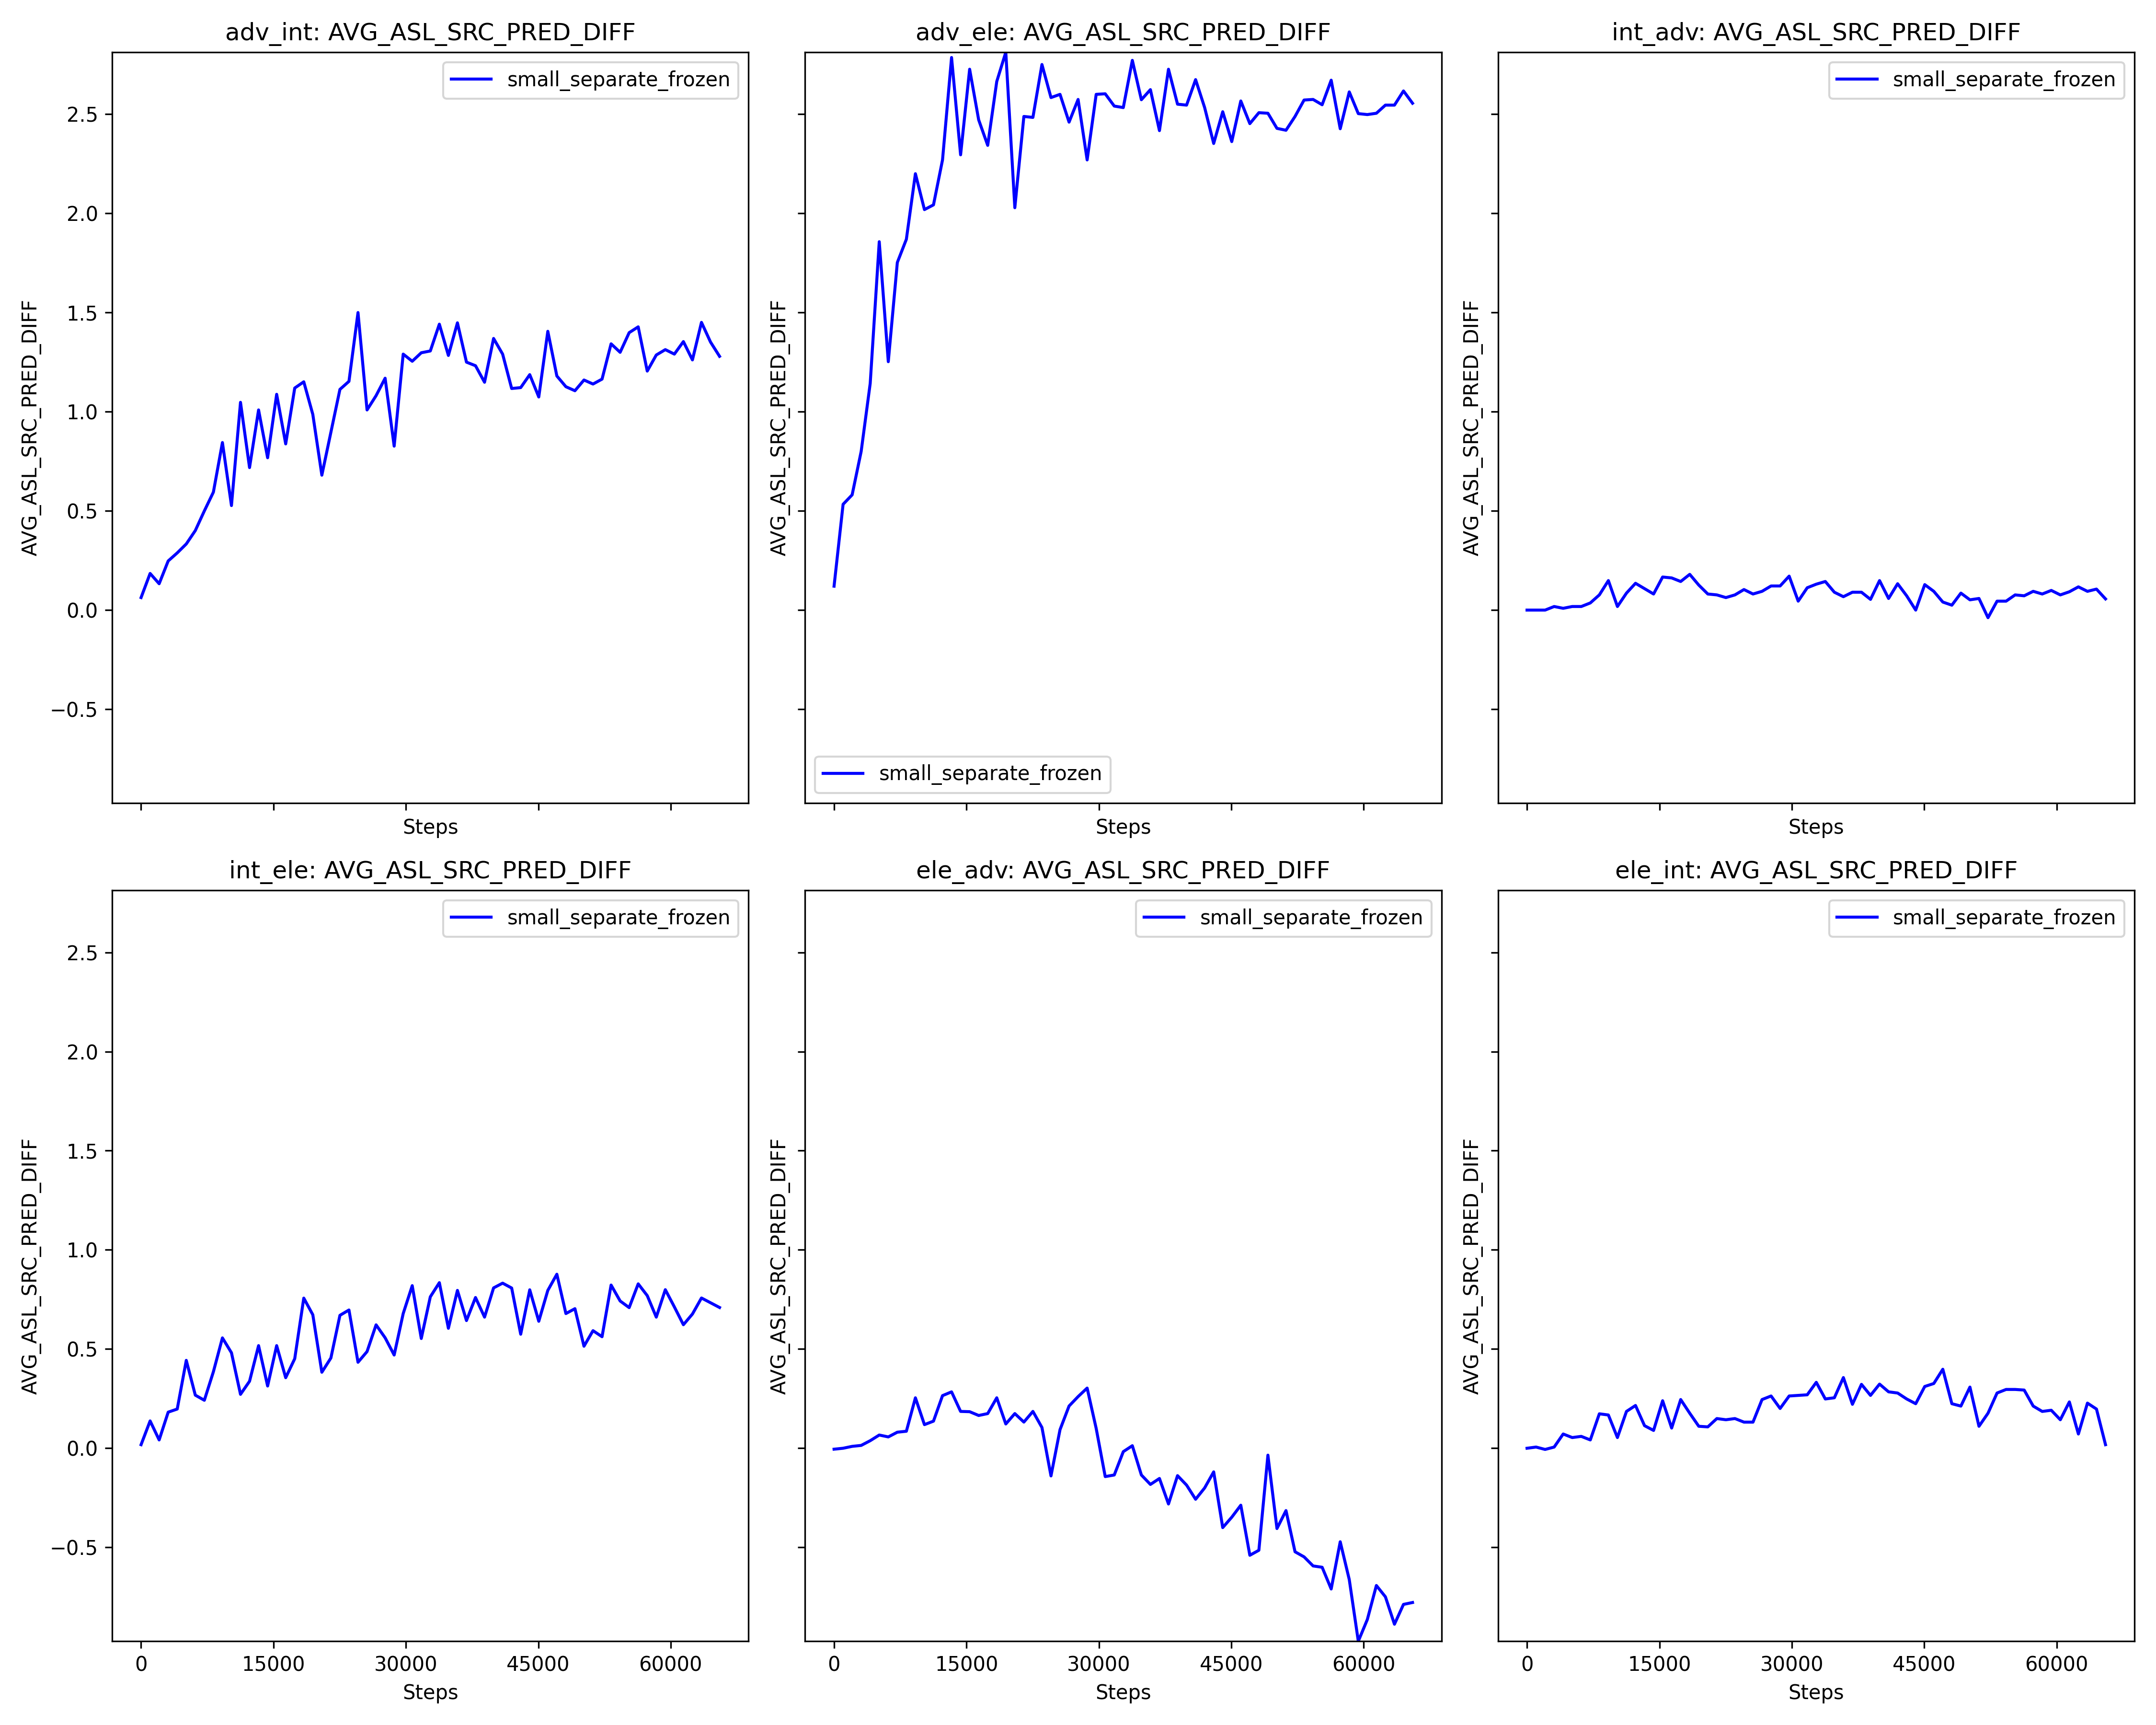 adv_int: AVG_ASL_SRC_PRED_DIFF
small_separate_frozen
AVG_ASL_SRC_PRED_DIFF
2.5
2.0
1.5
1.0
0.5
0.0
−0.5
Steps
adv_ele: AVG_ASL_SRC_PRED_DIFF
AVG_ASL_SRC_PRED_DIFF
small_separate_frozen
Steps
int_adv: AVG_ASL_SRC_PRED_DIFF
small_separate_frozen
AVG_ASL_SRC_PRED_DIFF
Steps
int_ele: AVG_ASL_SRC_PRED_DIFF
small_separate_frozen
AVG_ASL_SRC_PRED_DIFF
2.5
2.0
1.5
1.0
0.5
0.0
−0.5
0 15000 30000 45000 60000
Steps
ele_adv: AVG_ASL_SRC_PRED_DIFF
small_separate_frozen
AVG_ASL_SRC_PRED_DIFF
0 15000 30000 45000 60000
Steps
ele_int: AVG_ASL_SRC_PRED_DIFF
small_separate_frozen
AVG_ASL_SRC_PRED_DIFF
0 15000 30000 45000 60000
Steps